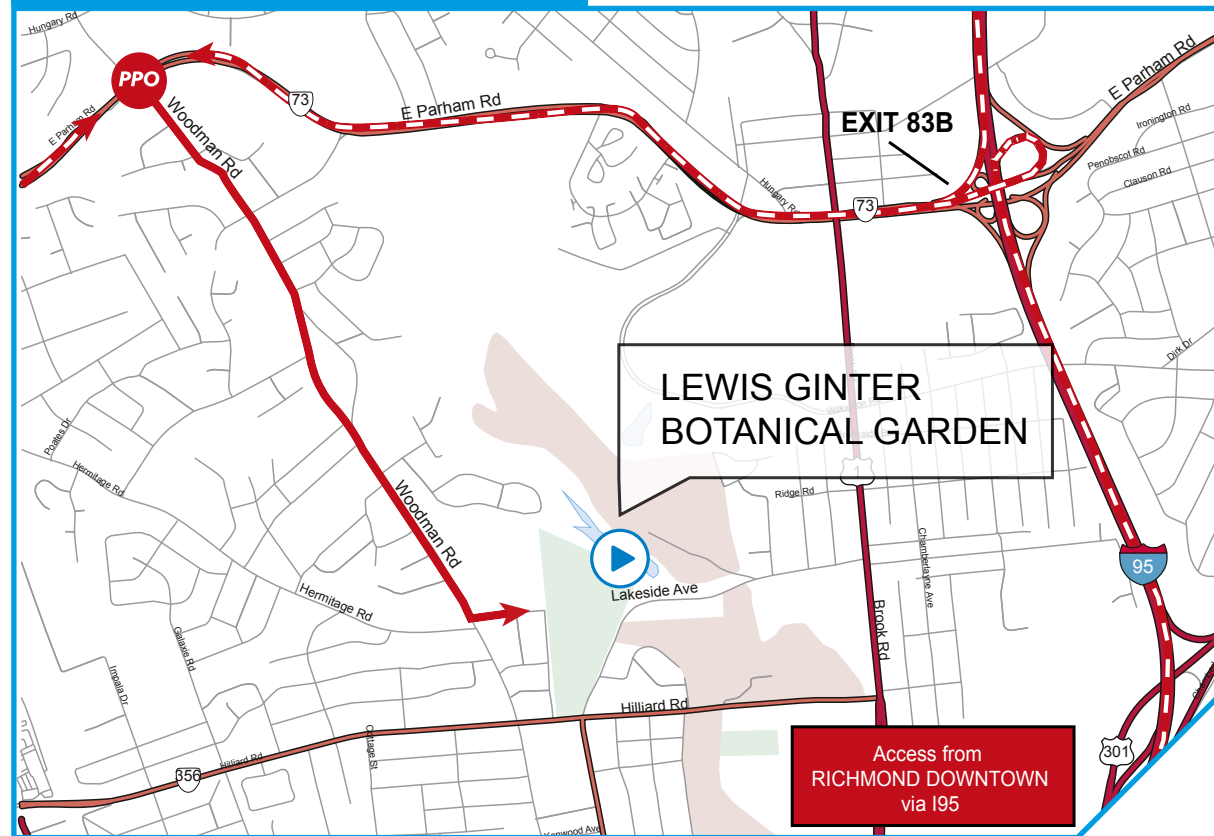 Hungary Rd
PPO
E Parham Rd
Woodman Rd
73
E Parham Rd
EXIT 83B
E Parham Rd
Ironington Rd
Penobscot Rd
Clauson Rd
Hungary Rd
73
Dirk Dr
LEWIS GINTER
BOTANICAL GARDEN
1
Ridge Rd
Poates Dr
Hermitage Rd
Woodman Rd
Chamberlayne Ave
95
Lakeside Ave
Hermitage Rd
Galaxie Rd
Impala Dr
Brook Rd
Hilliard Rd
Cottage St
Hilliard Rd
356
Access from
RICHMOND DOWNTOWN
via I95
301
Kenwood Ave